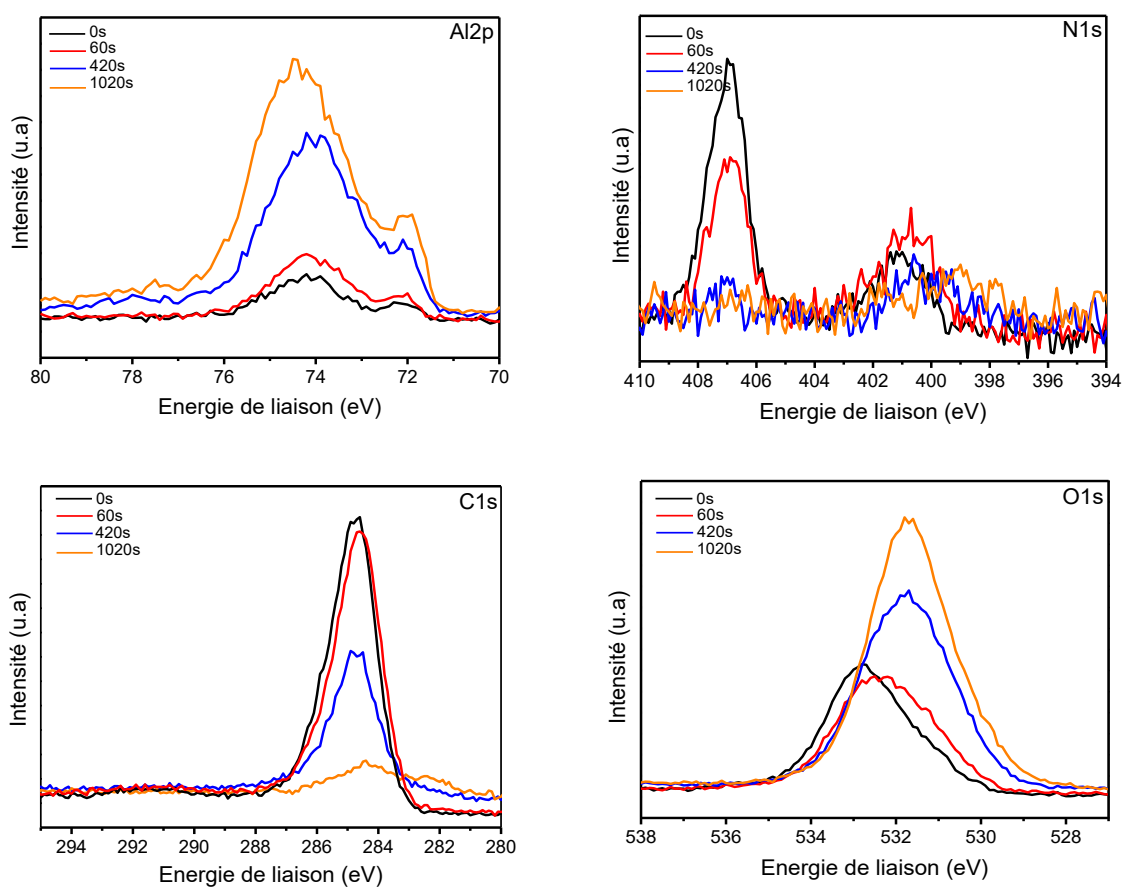 Al2p
0s
60s
420s
1020s
Intensité (u.a)
80 78 76 74 72 70
Energie de liaison (eV)
N1s
0s
60s
420s
1020s
Intensité (u.a)
410 408 406 404 402 400 398 396 394
Energie de liaison (eV)
C1s
0s
60s
420s
1020s
Intensité (u.a)
294 292 290 288 286 284 282 280
Energie de liaison (eV)
O1s
0s
60s
420s
1020s
Intensité (u.a)
538 536 534 532 530 528
Energie de liaison (eV)